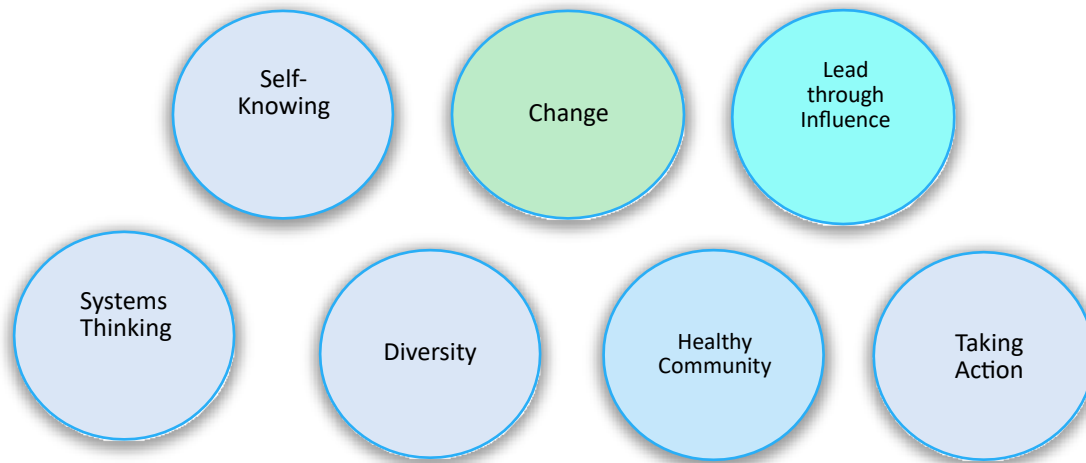 Self-
Knowing
Change
Lead
through
Influence
Systems
Thinking
Diversity
Healthy
Community
Taking
Action